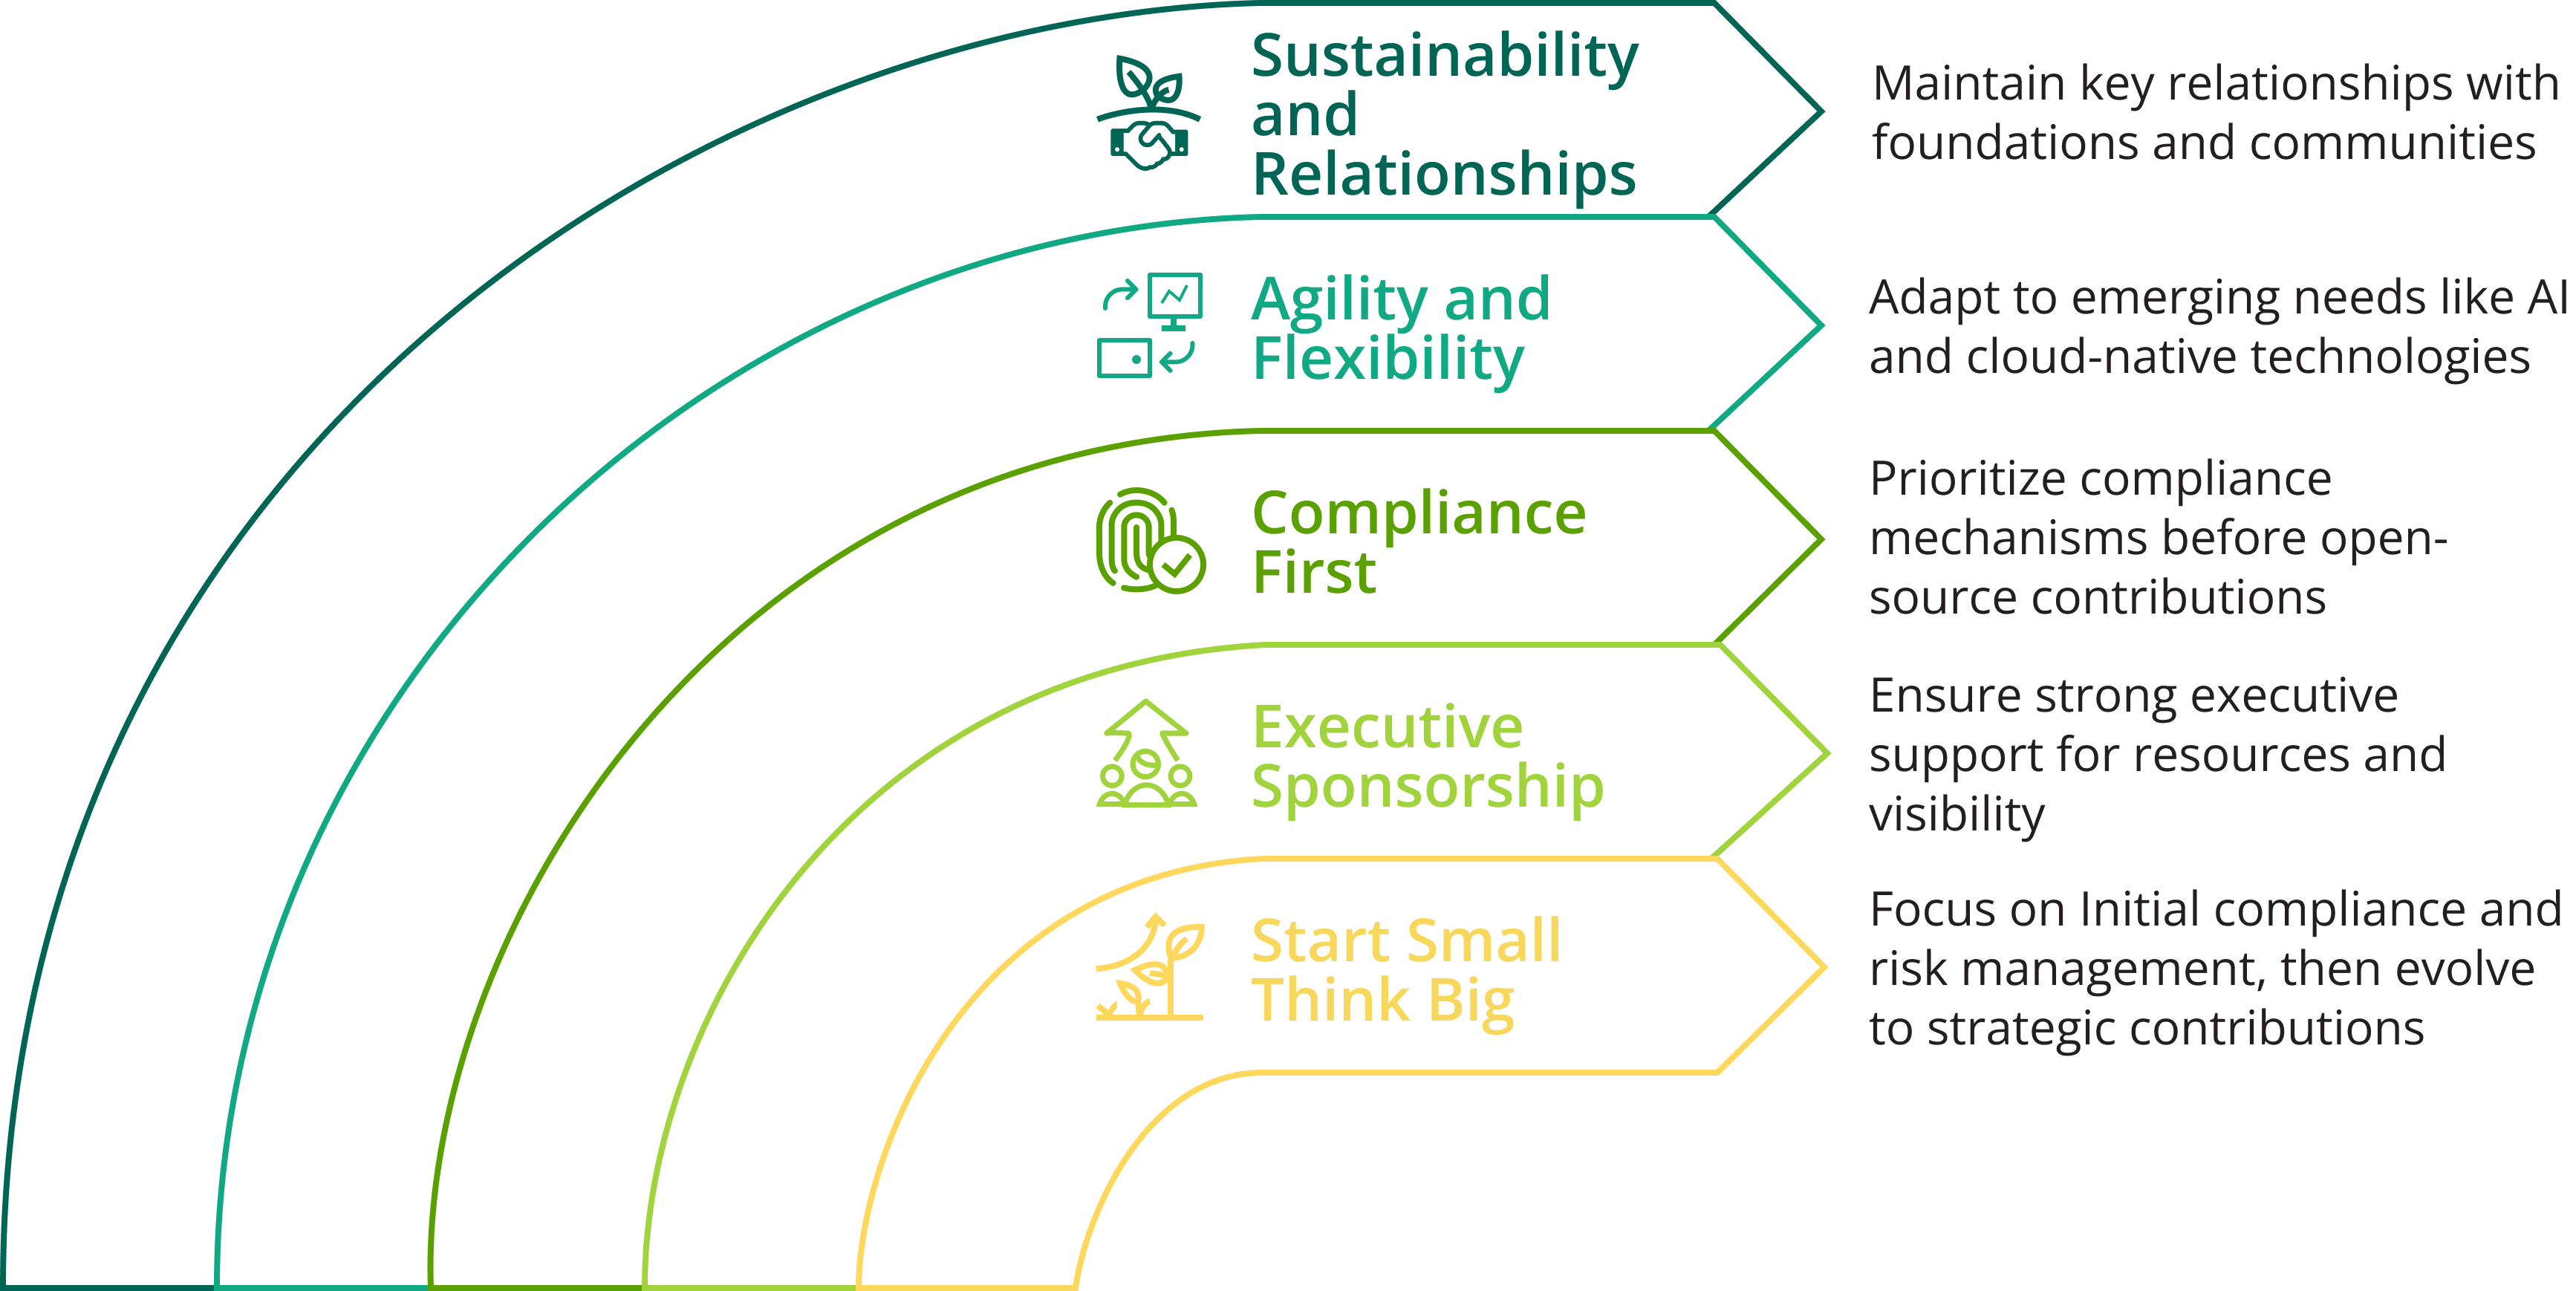 Sustainability
and
Relationships
Maintain key relationships with
foundations and communities
Agility and
Flexibility
Adapt to emerging needs like AI
and cloud-native technologies
Compliance
First
Prioritize compliance
mechanisms before open-
source contributions
Executive
Sponsorship
Ensure strong executive
support for resources and
visibility
Start Small
Think Big
Focus on Initial compliance and
risk management, then evolve
to strategic contributions